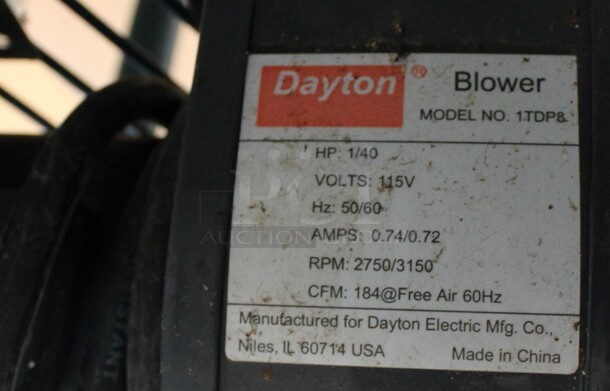 Dayton® Blower
MODEL NO. 1TDP8
HP: 1/40
VOLTS: 115V
Hz: 50/60
AMPS: 0.74/0.72
RPM: 2750/3150
CFM: 184@Free Air 60Hz
Manufactured for Dayton Electric Mfg. Co.,
Niles, IL 60714 USA Made in China